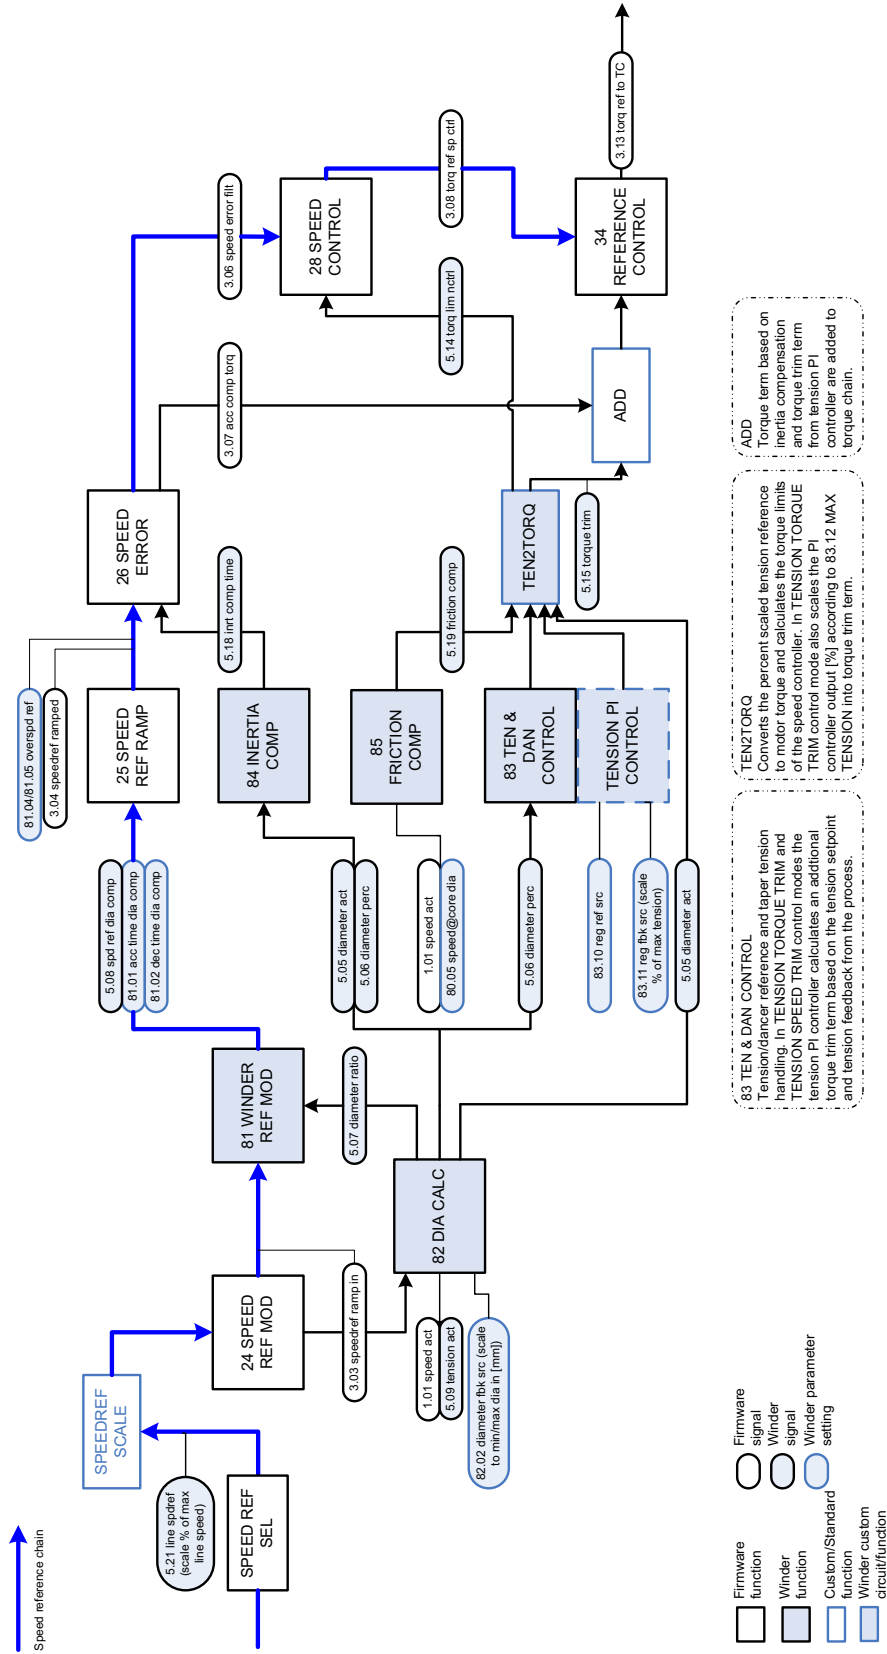 Speed reference chain
SPEED REF
SEL
5.21 line spdref
(scale % of max
line speed)
SPEEDREF
SCALE
24 SPEED
REF MOD
3.03 speedref ramp in
1.01 speed act
5.09 tension act
82.02 diameter fbk src (scale
to min/max dia in [mm])
82 DIA CALC
81 WINDER
REF MOD
5.07 diameter ratio
5.08 spd ref dia comp
81.01 acc time dia comp
81.02 dec time dia comp
5.05 diameter act
5.06 diameter perc
1.01 speed act
80.05 speed@core dia
5.06 diameter perc
83.10 reg ref src
83.11 reg fbk src (scale
% of max tension)
5.05 diameter act
81.04/81.05 overspd ref
3.04 speedref ramped
25 SPEED
REF RAMP
84 INERTIA
COMP
85
FRICTION
COMP
83 TEN &
DAN
CONTROL
TENSION PI
CONTROL
5.18 inrt comp time
5.19 friction comp
26 SPEED
ERROR
TEN2TORQ
5.15 torque trim
3.07 acc comp torq
ADD
3.06 speed error filt
5.14 torq lim nctrl
28 SPEED
CONTROL
3.08 torq ref sp ctrl
34
REFERENCE
CONTROL
3.13 torq ref to TC
Firmware
function
Winder
function
Custom/Standard
function
Winder custom
circuit/function
Firmware
signal
Winder
signal
Winder parameter
setting
83 TEN & DAN CONTROL
Tension/dancer reference and taper tension
handling. In TENSION TORQUE TRIM and
TENSION SPEED TRIM control modes the
tension PI controller calculates an additional
torque trim term based on the tension setpoint
and tension feedback from the process.
TEN2TORQ
Converts the percent scaled tension reference
to motor torque and calculates the torque limits
of the speed controller. In TENSION TORQUE
TRIM control mode also scales the PI
controller output [%] according to 83.12 MAX
TENSION into torque trim term.
ADD
Torque term based on
inertia compensation
and torque trim term
from tension PI
controller are added to
torque chain.